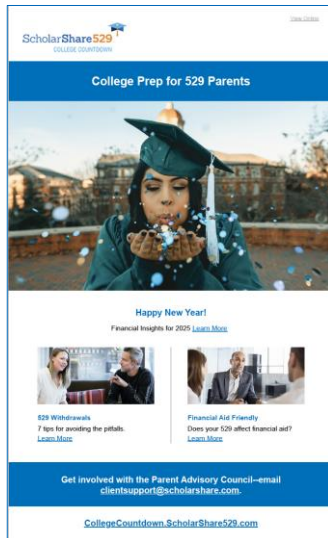 View Online
ScholarShare529
COLLEGE COUNTDOWN
College Prep for 529 Parents
Happy New Year!
Financial Insights for 2025 Learn More
529 Withdrawals
7 tips for avoiding the pitfalls.
Learn More
Financial Aid Friendly
Does your 529 affect financial aid?
Learn More
Get involved with the Parent Advisory Council--email
clientsupport@scholarshare.com.
CollegeCountdown.ScholarShare529.com